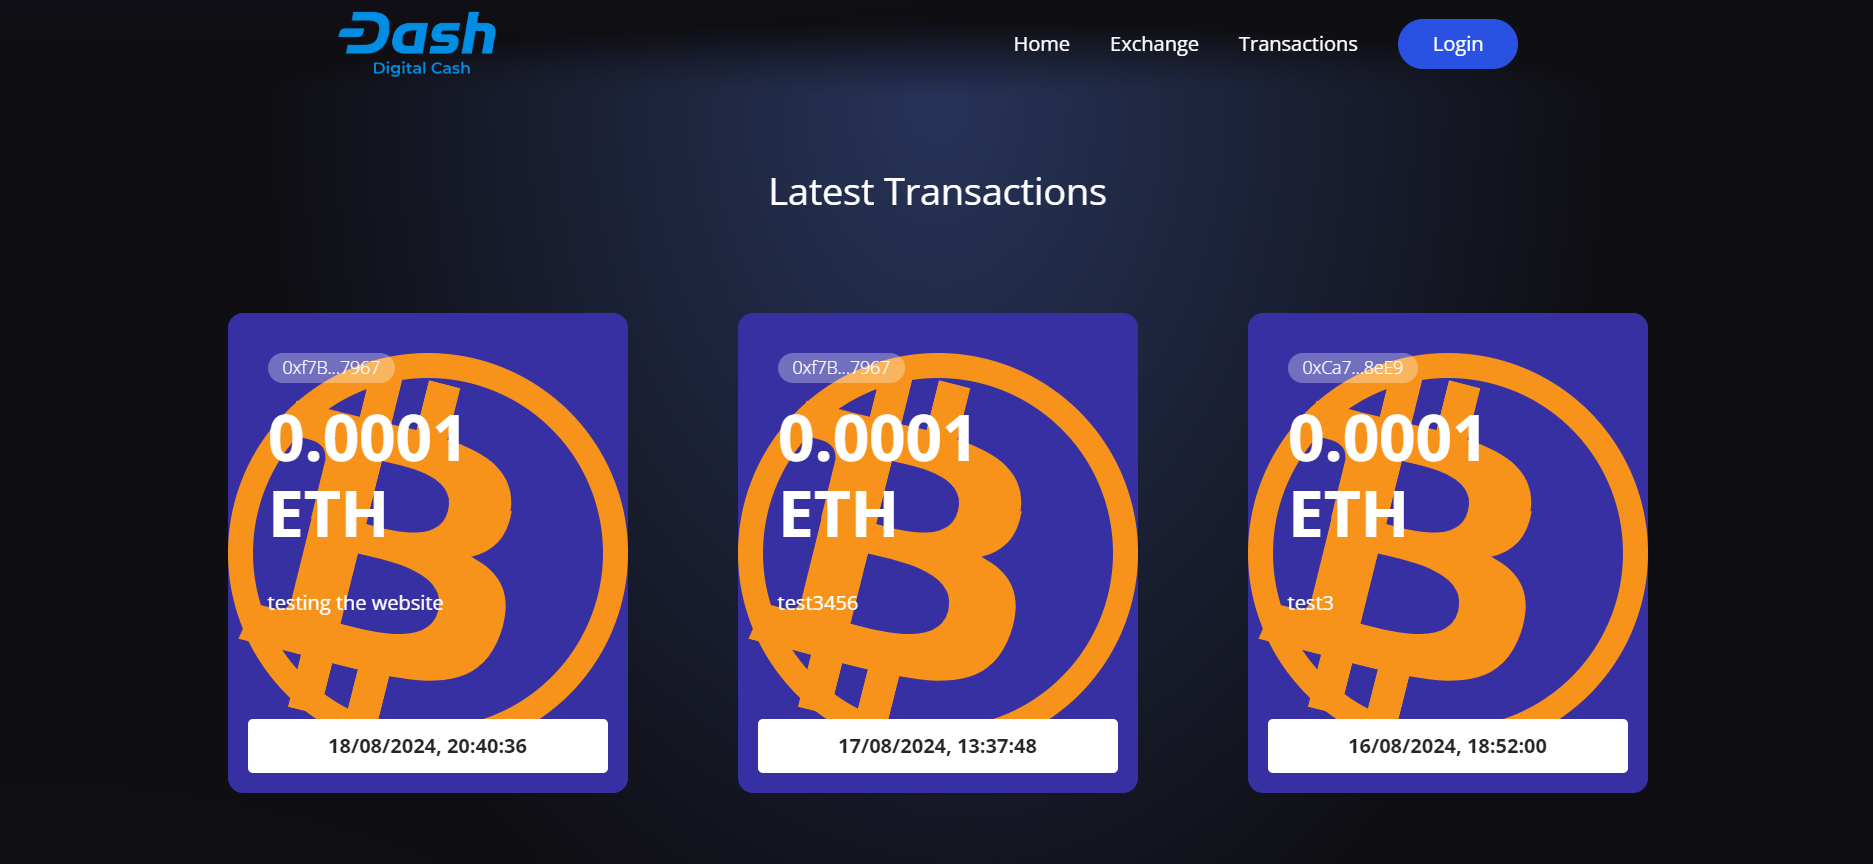 Dash
Digital Cash
Home Exchange Transactions Login
Latest Transactions
0xf7B...7967
0.0001
ETH
testing the website
18/08/2024, 20:40:36
0xf7B...7967
0.0001
ETH
test3456
17/08/2024, 13:37:48
0xCa7...8eE9
0.0001
ETH
test3
16/08/2024, 18:52:00